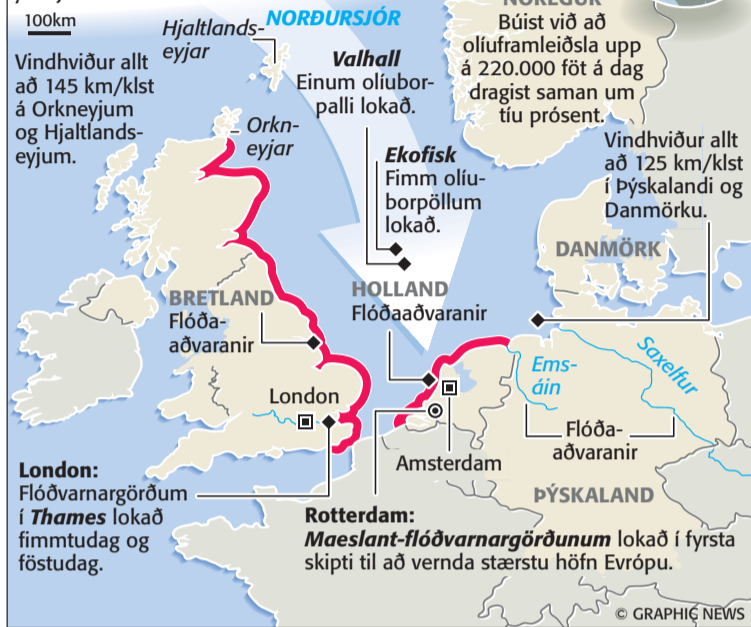 100km
NORÐURSJÓR
Hjaltlands-
eyjar
Vindhviður allt
að 145 km/klst
á Orkneyjum
og Hjaltlands-
eyjum.
Orkn-
eyjar
Valhall
Einum olíubor-
palli lokað.
Ekofisk
Fimm olíu-
borpöllum
lokað.
NOREGUR
Búist við að
olíuframleiðsla upp
á 220.000 föt á dag
dragist saman um
tíu prósent.
Vindhviður allt
að 125 km/klst
í Þýskalandi og
Danmörku.
DANMÖRK
BRETLAND
Flóða-
aðvaranir
HOLLAND
Flóðaaðvaranir
Ems-
áin
Saxelfur
London
Flóða-
aðvaranir
Amsterdam
ÞÝSKALAND
London:
Flóðvarnargörðum
í Thames lokað
fimmtudag og
föstudag.
Rotterdam:
Maeslant-flóðvarnargörðunum lokað í fyrsta
skipti til að vernda stærstu höfn Evrópu.
© GRAPHIC NEWS